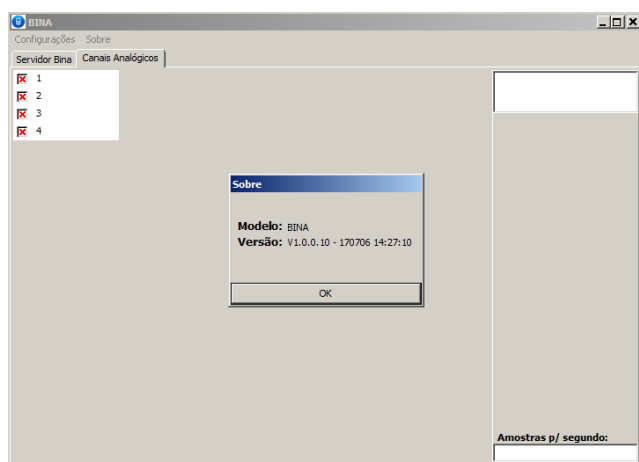 BINA
Configurações Sobre
Servidor Bina Canais Analógicos
1
2
3
4
Sobre
Modelo: BINA
Versão: V1.0.0.10 - 170706 14:27:10
OK
Amostras p/ segundo: